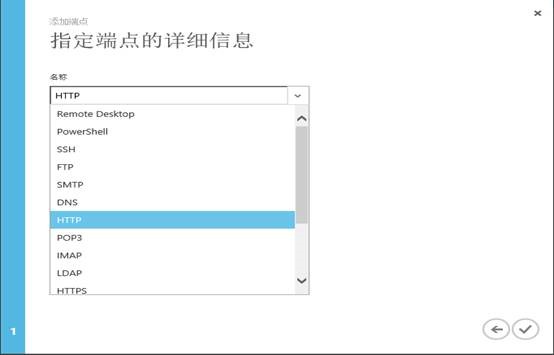 添加端点
指定端点的详细信息
名称
HTTP
Remote Desktop
PowerShell
SSH
FTP
SMTP
DNS
HTTP
POP3
IMAP
LDAP
HTTPS
1